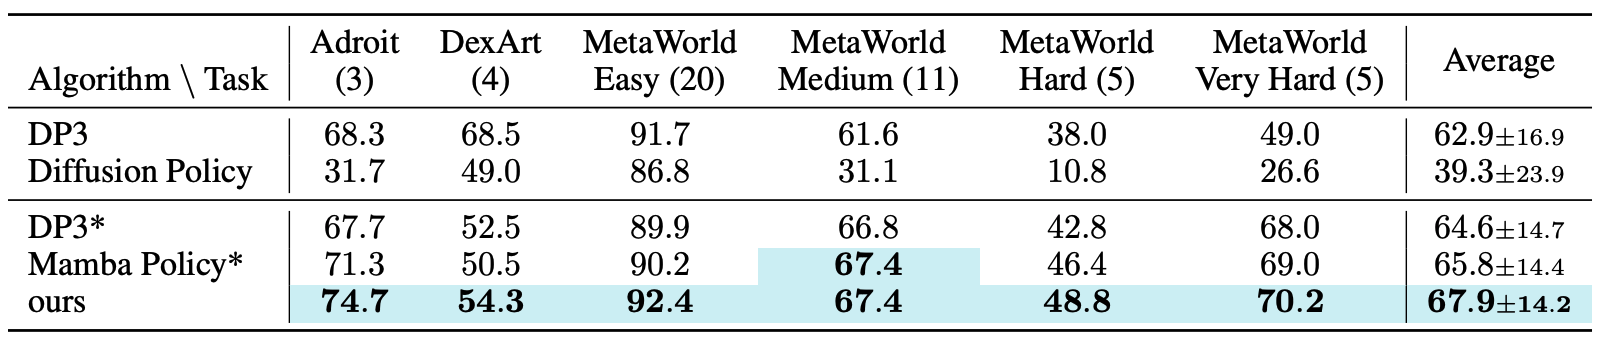 Algorithm \ Task Adroit (3) DexArt (4) MetaWorld Easy (20) MetaWorld Medium (11) MetaWorld Hard (5) MetaWorld Very Hard (5) Average
DP3 68.3 68.5 91.7 61.6 38.0 49.0 62.9±16.9
Diffusion Policy 31.7 49.0 86.8 31.1 10.8 26.6 39.3±23.9
DP3* 67.7 52.5 89.9 66.8 42.8 68.0 64.6±14.7
Mamba Policy* 71.3 50.5 90.2 67.4 46.4 69.0 65.8±14.4
ours 74.7 54.3 92.4 67.4 48.8 70.2 67.9±14.2